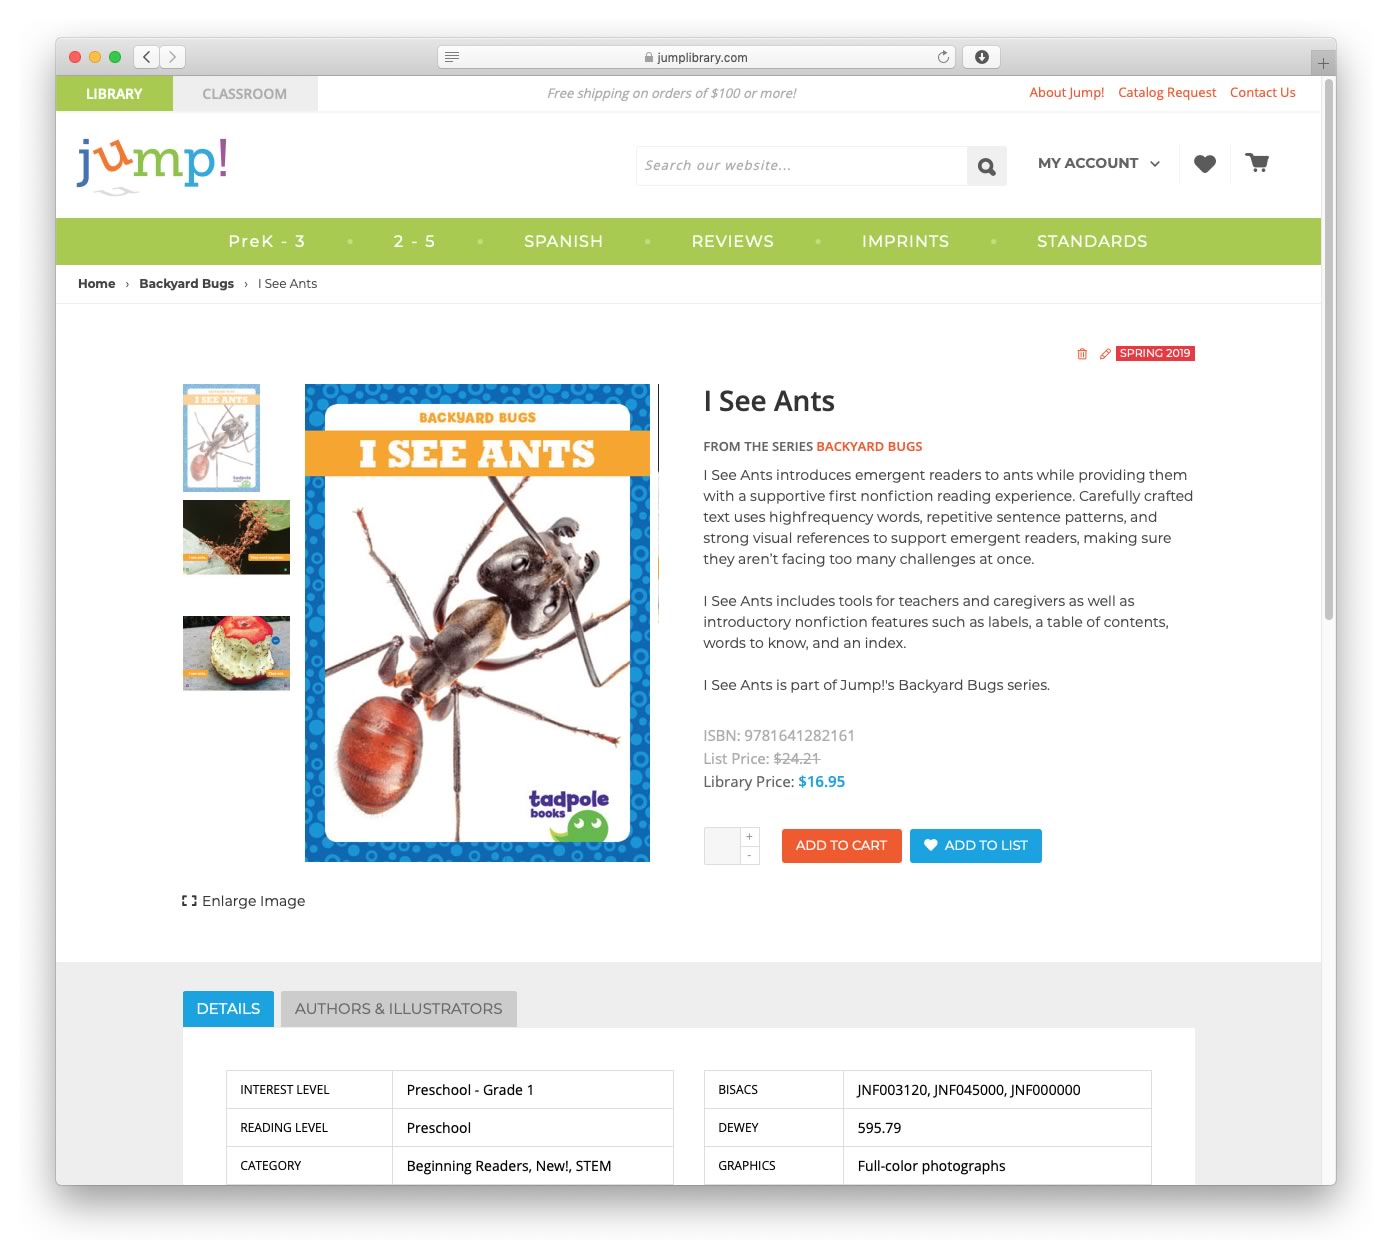 jumplibrary.com
LIBRARY
CLASSROOM
Free shipping on orders of $100 or more!
About Jump!
Catalog Request
Contact Us
jump!
Search our website...
MY ACCOUNT
PreK - 3
2 - 5
SPANISH
REVIEWS
IMPRINTS
STANDARDS
Home › Backyard Bugs › I See Ants
SPRING 2019
I SEE ANTS
tadpole
BACKYARD BUGS
I SEE ANTS
tadpole
books
Enlarge Image
I See Ants
FROM THE SERIES BACKYARD BUGS
I See Ants introduces emergent readers to ants while providing them
with a supportive first nonfiction reading experience. Carefully crafted
text uses highfrequency words, repetitive sentence patterns, and
strong visual references to support emergent readers, making sure
they aren’t facing too many challenges at once.
I See Ants includes tools for teachers and caregivers as well as
introductory nonfiction features such as labels, a table of contents,
words to know, and an index.
I See Ants is part of Jump!'s Backyard Bugs series.
ISBN: 9781641282161
List Price: $24.21
Library Price: $16.95
+
-
ADD TO CART
ADD TO LIST
DETAILS
AUTHORS & ILLUSTRATORS
INTEREST LEVEL Preschool - Grade 1
READING LEVEL Preschool
CATEGORY Beginning Readers, New!, STEM
BISACS JNF003120, JNF045000, JNF000000
DEWEY 595.79
GRAPHICS Full-color photographs